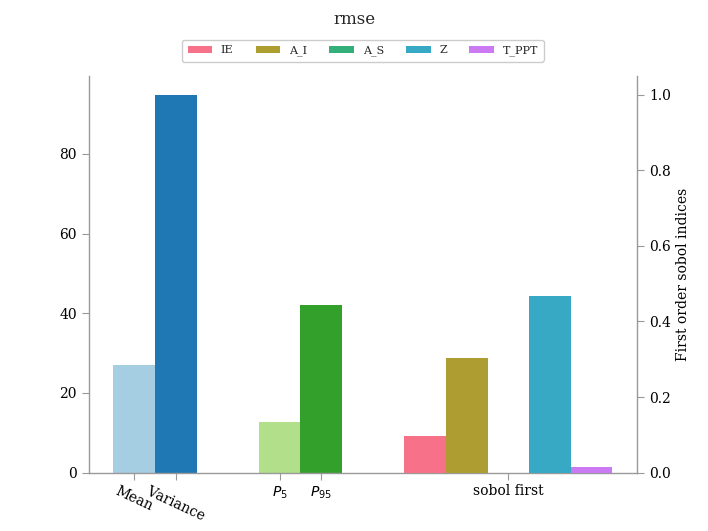 rmse
IE A_I A_S Z T_PPT
80
60
40
20
0
1.0
0.8
0.6
0.4
0.2
0.0
First order sobol indices
Mean Variance P5 P95 sobol first